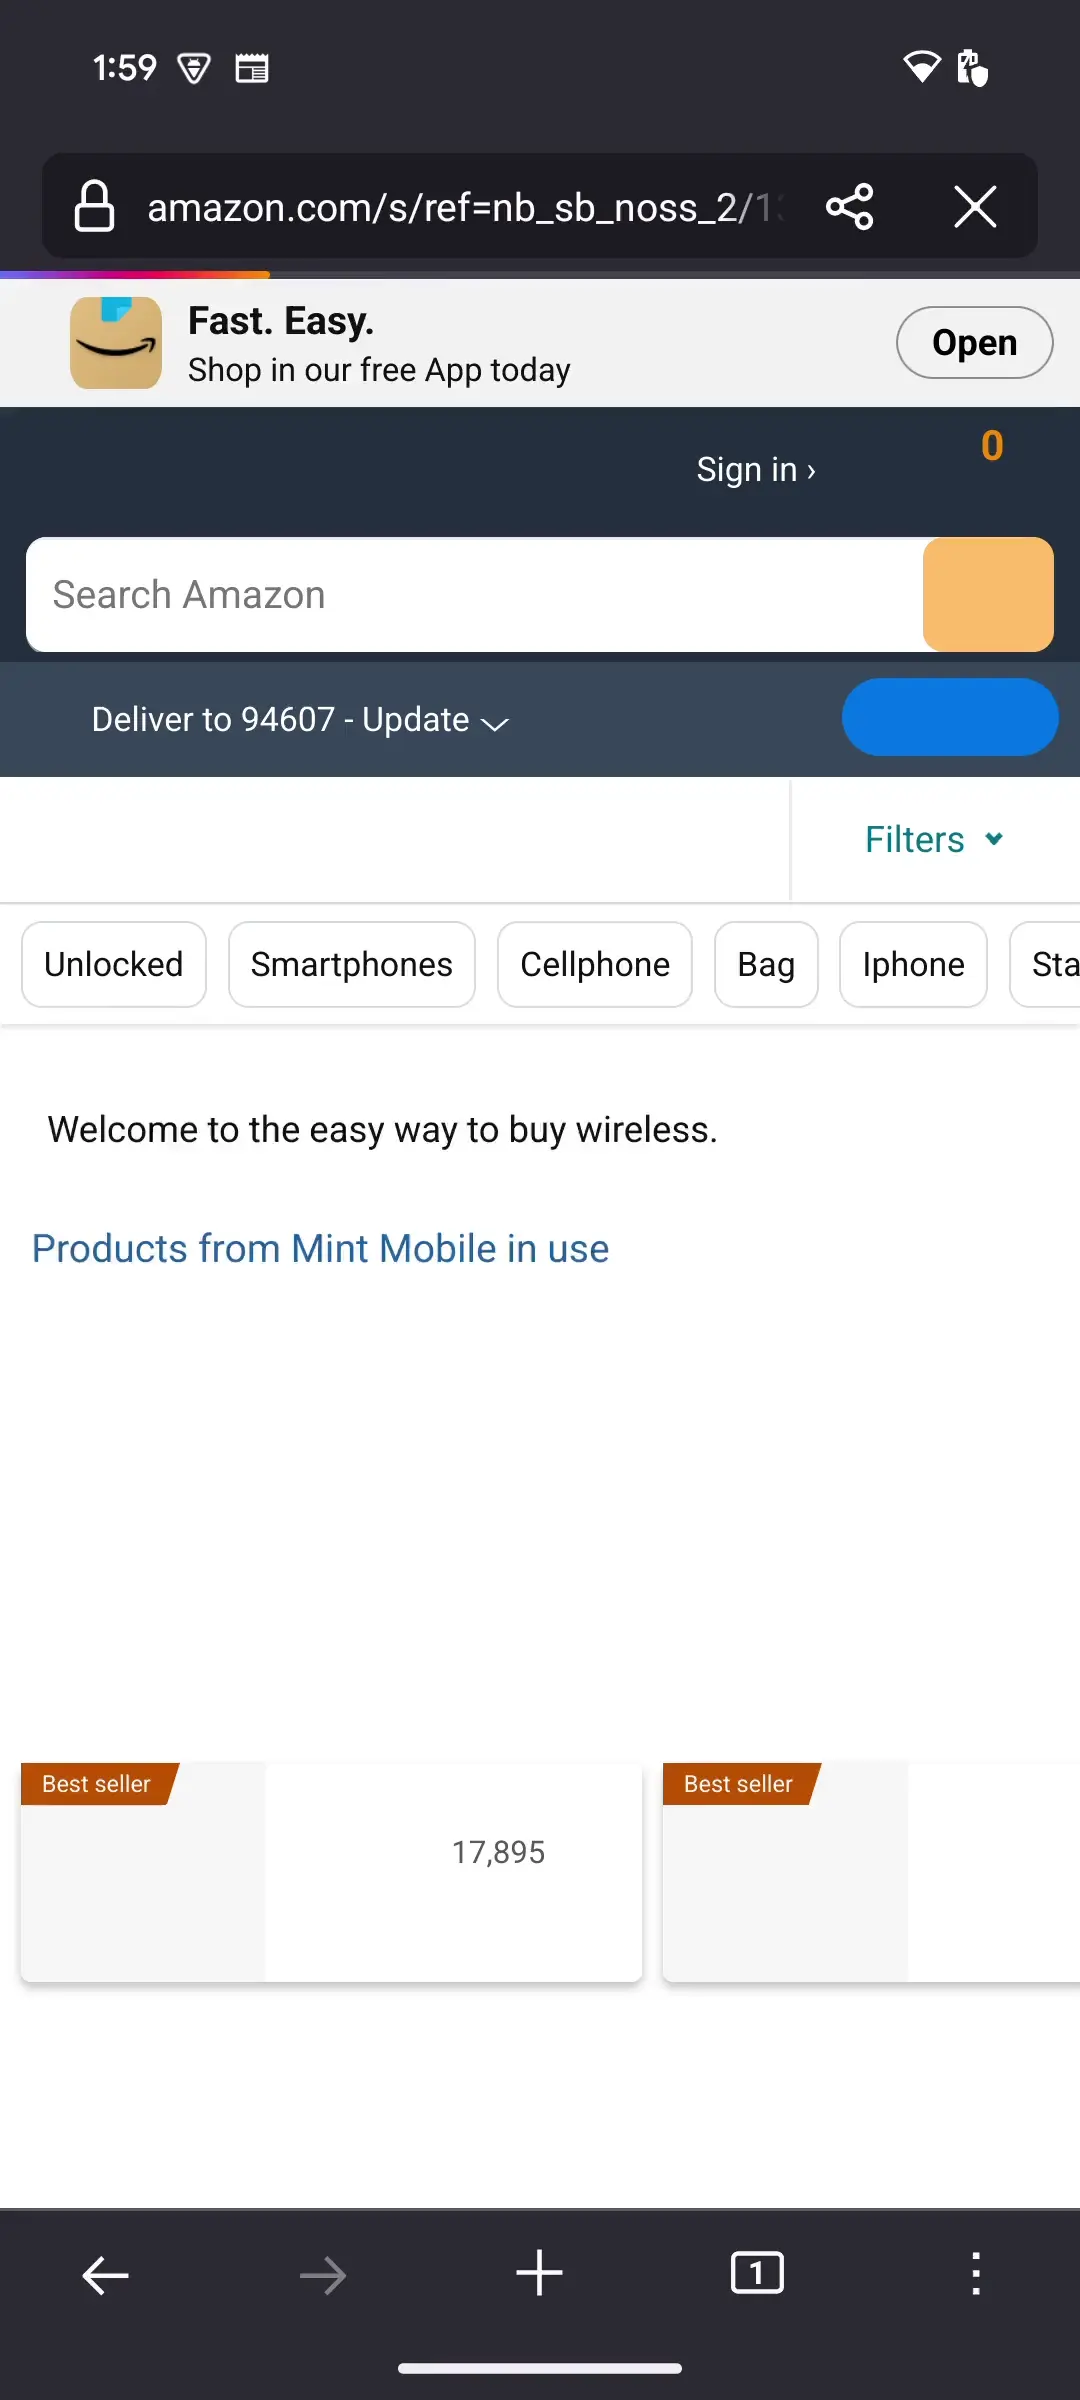 1:59
amazon.com/s/ref=nb_sb_noss_2/1
Fast. Easy.
Shop in our free App today
Open
Sign in ›
0
Search Amazon
Deliver to 94607 - Update
Filters
Unlocked
Smartphones
Cellphone
Bag
Iphone
Sta
Welcome to the easy way to buy wireless.
Products from Mint Mobile in use
Best seller
17,895
Best seller
1